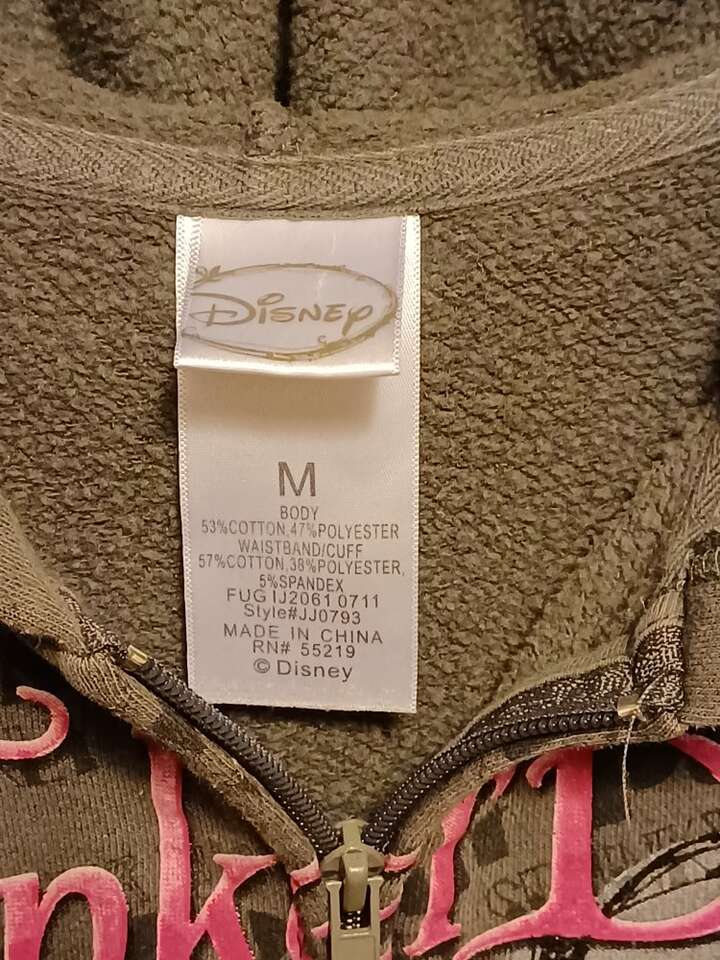 Disney
M
BODY
53%COTTON,47%POLYESTER
WAISTBAND/CUFF
57%COTTON,38%POLYESTER,
5%SPANDEX
FUG IJ2061 0711
Style#JJ0793
MADE IN CHINA
RN# 55219
© Disney